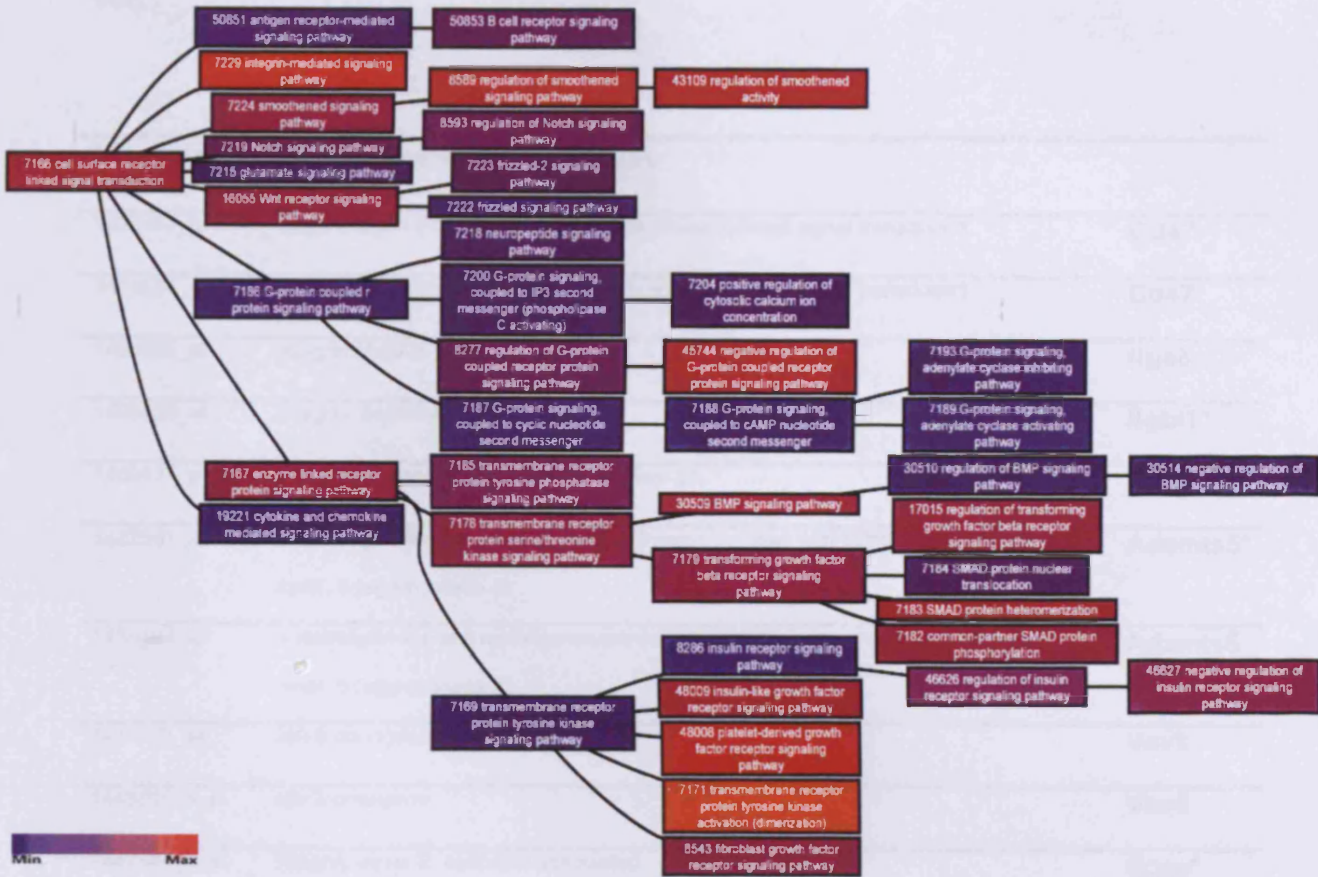 50851 antigen receptor-mediated
signaling pathway
50853 B cell receptor signaling
pathway
7229 integrin-mediated signaling
pathway
8589 regulation of smoothened
signaling pathway
43109 regulation of smoothened
activity
7224 smoothened signaling
pathway
8593 regulation of Notch signaling
pathway
7219 Notch signaling pathway
7166 cell surface receptor
linked signal transduction
7215 glutamate signaling pathway
7223 frizzled-2 signaling
pathway
16055 Wnt receptor signaling
pathway
7222 frizzled signaling pathway
7218 neuropeptide signaling
pathway
7186 G-protein coupled r
protein signaling pathway
7200 G-protein signaling,
coupled to IP3 second
messenger (phospholipase
C activating)
7204 positive regulation of
cytosolic calcium ion
concentration
8277 regulation of G-protein
coupled receptor protein
signaling pathway
45744 negative regulation of
G-protein coupled receptor
protein signaling pathway
7193 G-protein signaling,
adenylate cyclase inhibiting
pathway
7187 G-protein signaling,
coupled to cyclic nucleotide
second messenger
7188 G-protein signaling,
coupled to cAMP nucleotide
second messenger
7189 G-protein signaling,
adenylate cyclase activating
pathway
7167 enzyme linked receptor
protein signaling pathway
7185 transmembrane receptor
protein tyrosine phosphatase
signaling pathway
30510 regulation of BMP signaling
pathway
30514 negative regulation of
BMP signaling pathway
30509 BMP signaling pathway
19221 cytokine and chemokine
mediated signaling pathway
7178 transmembrane receptor
protein serine/threonine
kinase signaling pathway
17015 regulation of transforming
growth factor beta receptor
signaling pathway
7179 transforming growth factor
beta receptor signaling
pathway
7184 SMAD protein nuclear
translocation
7183 SMAD protein heteromerization
7182 common-partner SMAD protein
phosphorylation
8286 insulin receptor signaling
pathway
46626 regulation of insulin
receptor signaling pathway
46627 negative regulation of
insulin receptor signaling
pathway
7169 transmembrane receptor
protein tyrosine kinase
signaling pathway
48009 insulin-like growth factor
receptor signaling pathway
48008 platelet-derived growth
factor receptor signaling
pathway
7171 transmembrane receptor
protein tyrosine kinase
activation (dimerization)
8543 fibroblast growth factor
receptor signaling pathway
Min
Max